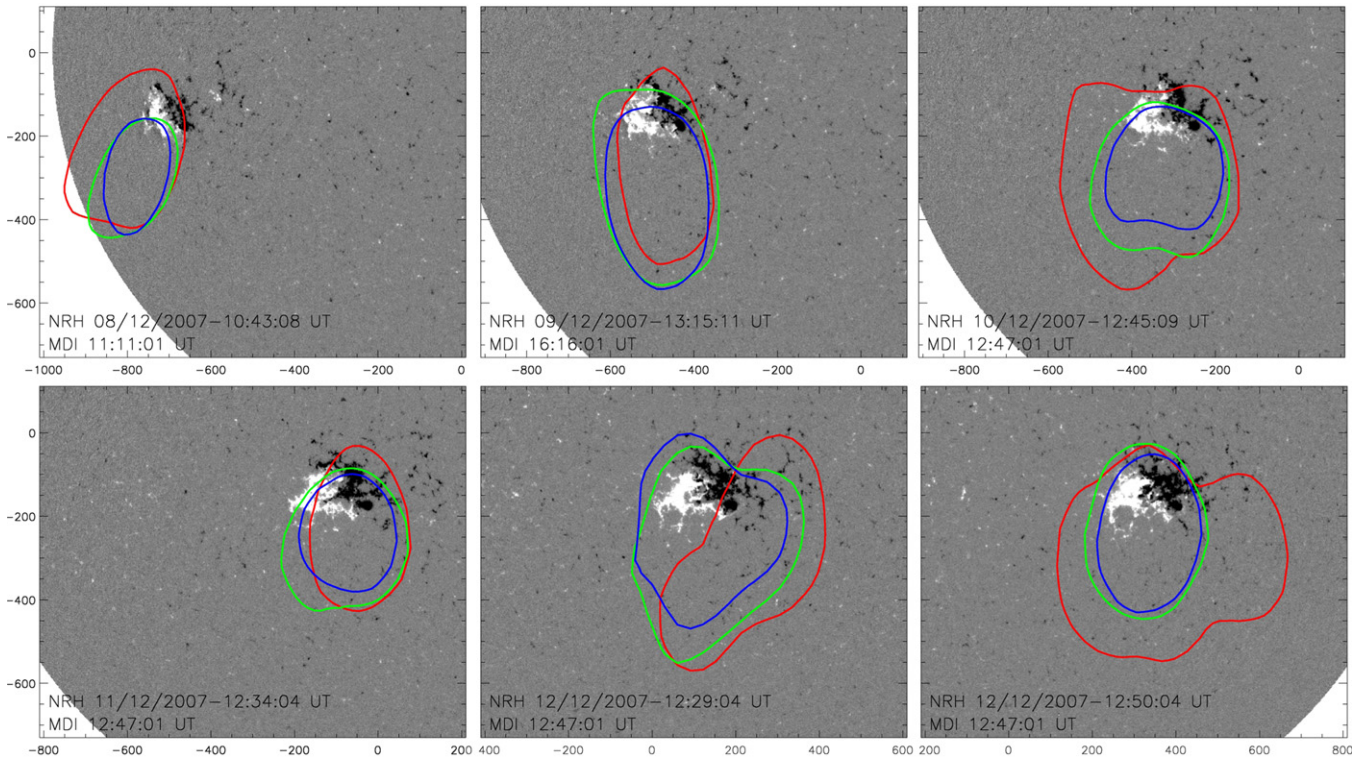 0
−200
−400
−600
NRH 08/12/2007−10:43:08 UT
MDI 11:11:01 UT
−1000 −800 −600 −400 −200 0
NRH 09/12/2007−13:15:11 UT
MDI 16:16:01 UT
−800 −600 −400 −200 0
NRH 10/12/2007−12:45:09 UT
MDI 12:47:01 UT
−800 −600 −400 −200 0
0
−200
−400
−600
NRH 11/12/2007−12:34:04 UT
MDI 12:47:01 UT
−800 −600 −400 −200 0 200
NRH 12/12/2007−12:29:04 UT
MDI 12:47:01 UT
400 −200 0 200 400 600
NRH 12/12/2007−12:50:04 UT
MDI 12:47:01 UT
200 0 200 400 600 800